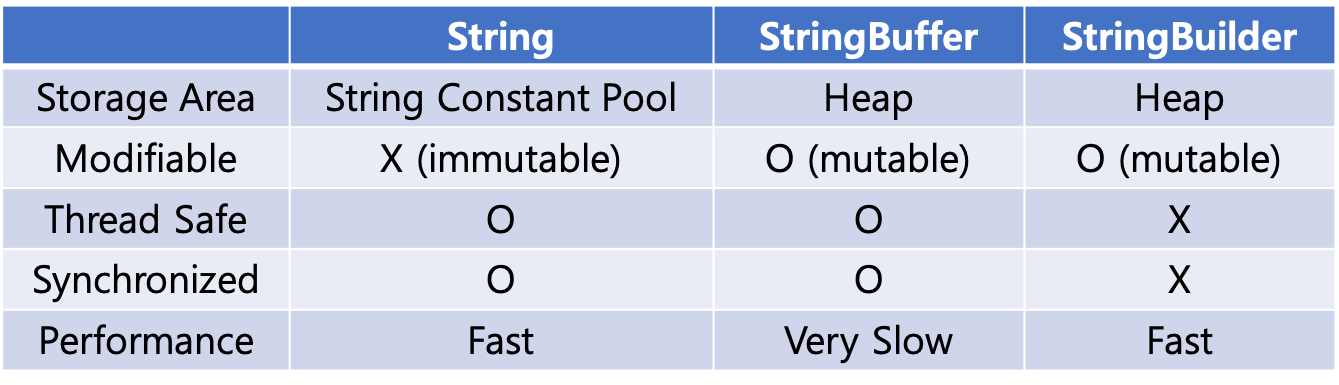 String StringBuffer StringBuilder
Storage Area String Constant Pool Heap Heap
Modifiable X (immutable) O (mutable) O (mutable)
Thread Safe O O X
Synchronized O O X
Performance Fast Very Slow Fast